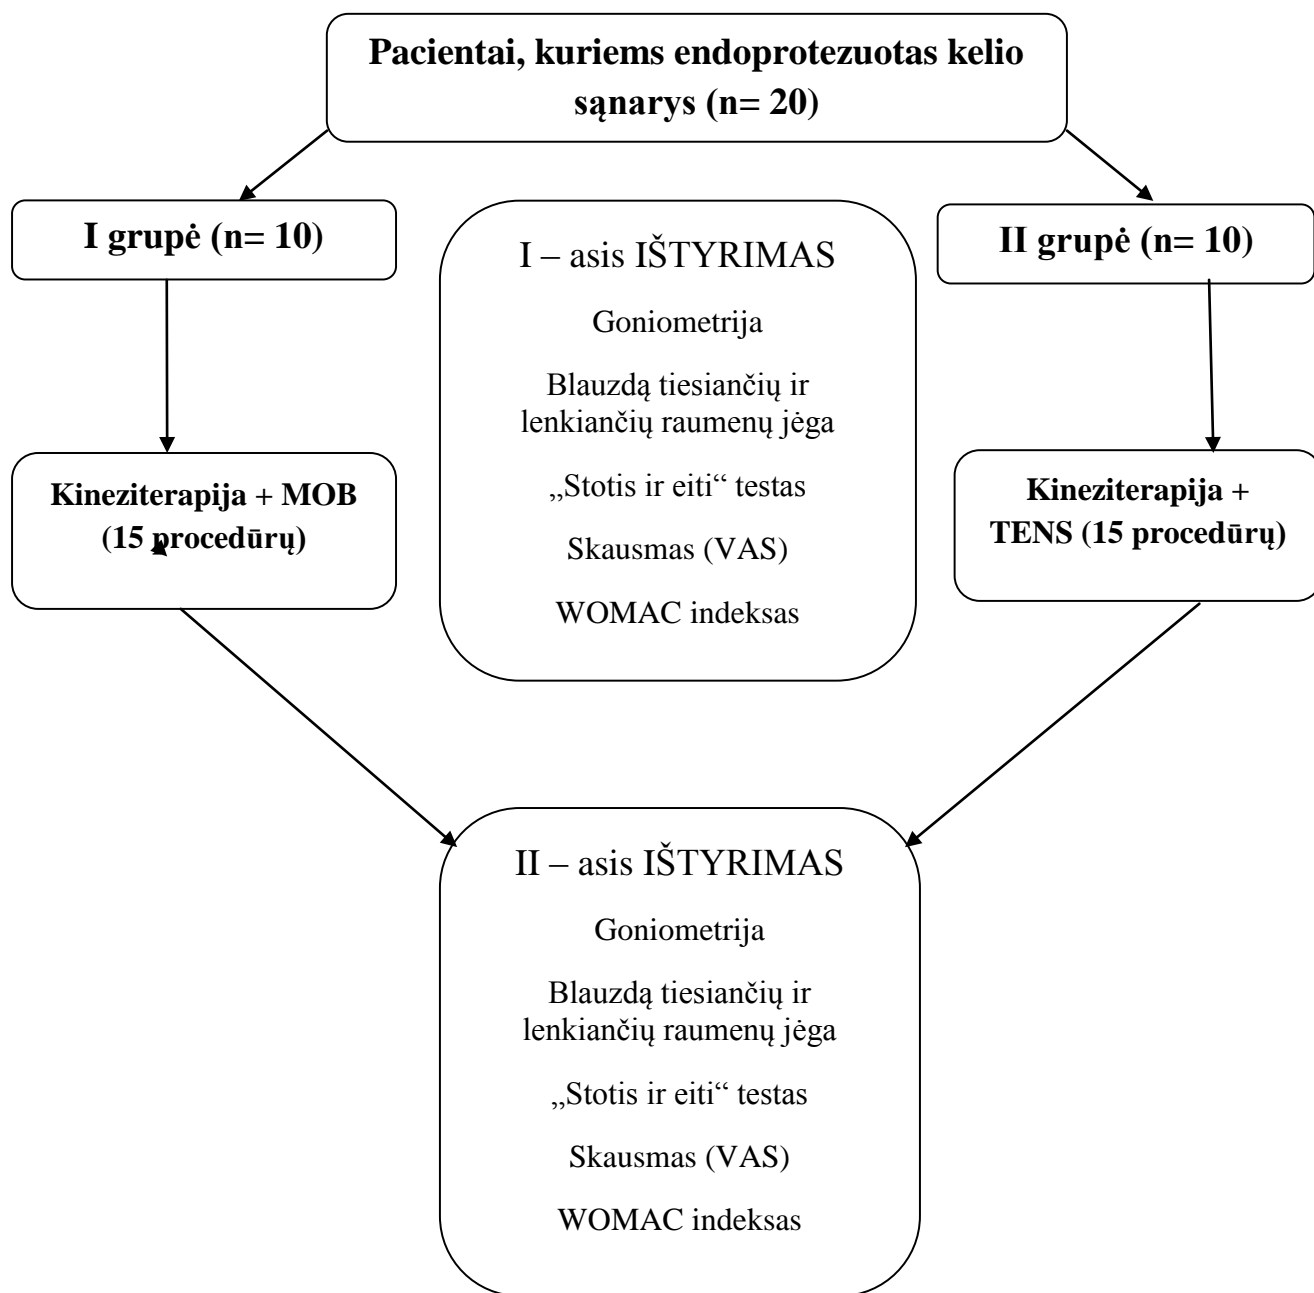 Pacientai, kuriems endoprotezuotas kelio
sąnarys (n= 20)
I grupė (n= 10)
II grupė (n= 10)
I – asis IŠTYRIMAS
Goniometrija
Blauzdą tiesiančių ir
lenkiančių raumenų jėga
„Stotis ir eiti“ testas
Skausmas (VAS)
WOMAC indeksas
Kineziterapija + MOB
(15 procedūrų)
Kineziterapija +
TENS (15 procedūrų)
II – asis IŠTYRIMAS
Goniometrija
Blauzdą tiesiančių ir
lenkiančių raumenų jėga
„Stotis ir eiti“ testas
Skausmas (VAS)
WOMAC indeksas